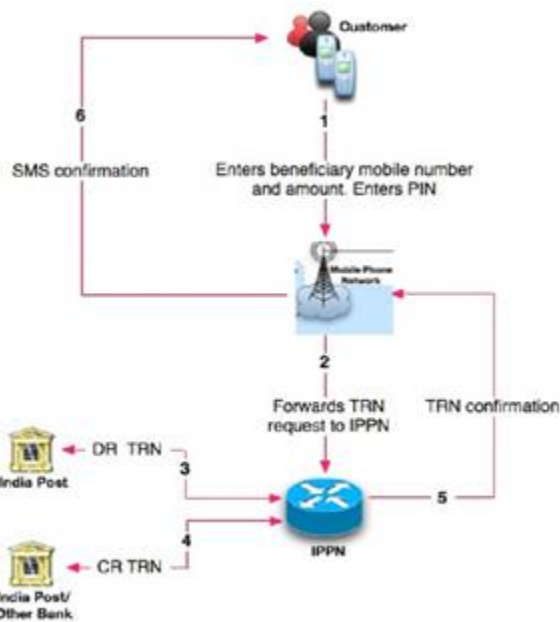 Customer
1
6
SMS confirmation
Enters beneficiary mobile number
and amount. Enters PIN
Mobile Phone
Network
2
Forwards TRN
request to IPPN
TRN confirmation
India Post
DR TRN
3
5
IPPN
4
CR TRN
India Post/
Other Bank